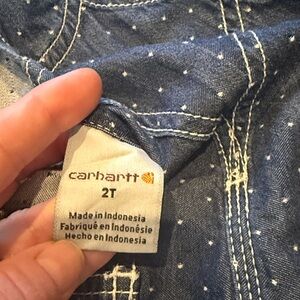 carhartt
2T
Made in Indonesia
Fabriqué en Indonésie
Hecho en Indonesia